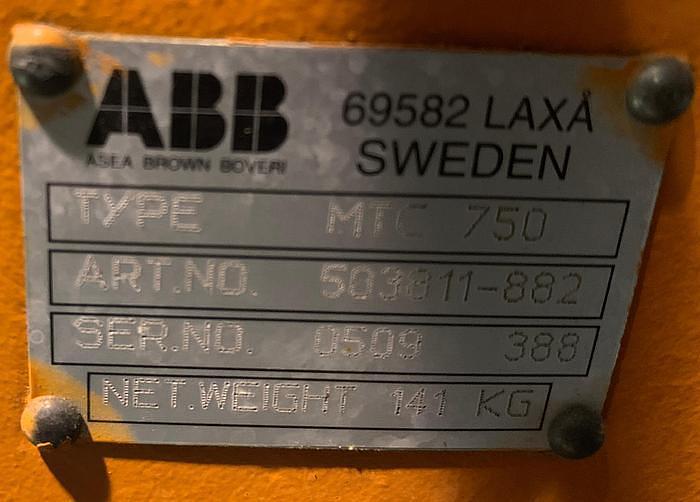 ABB
ASEA BROWN BOVERI
69582 LAXÅ
SWEDEN
TYPE MTC 750
ART.NO. 503811-882
SER.NO. 0509 388
NET.WEIGHT 141 KG